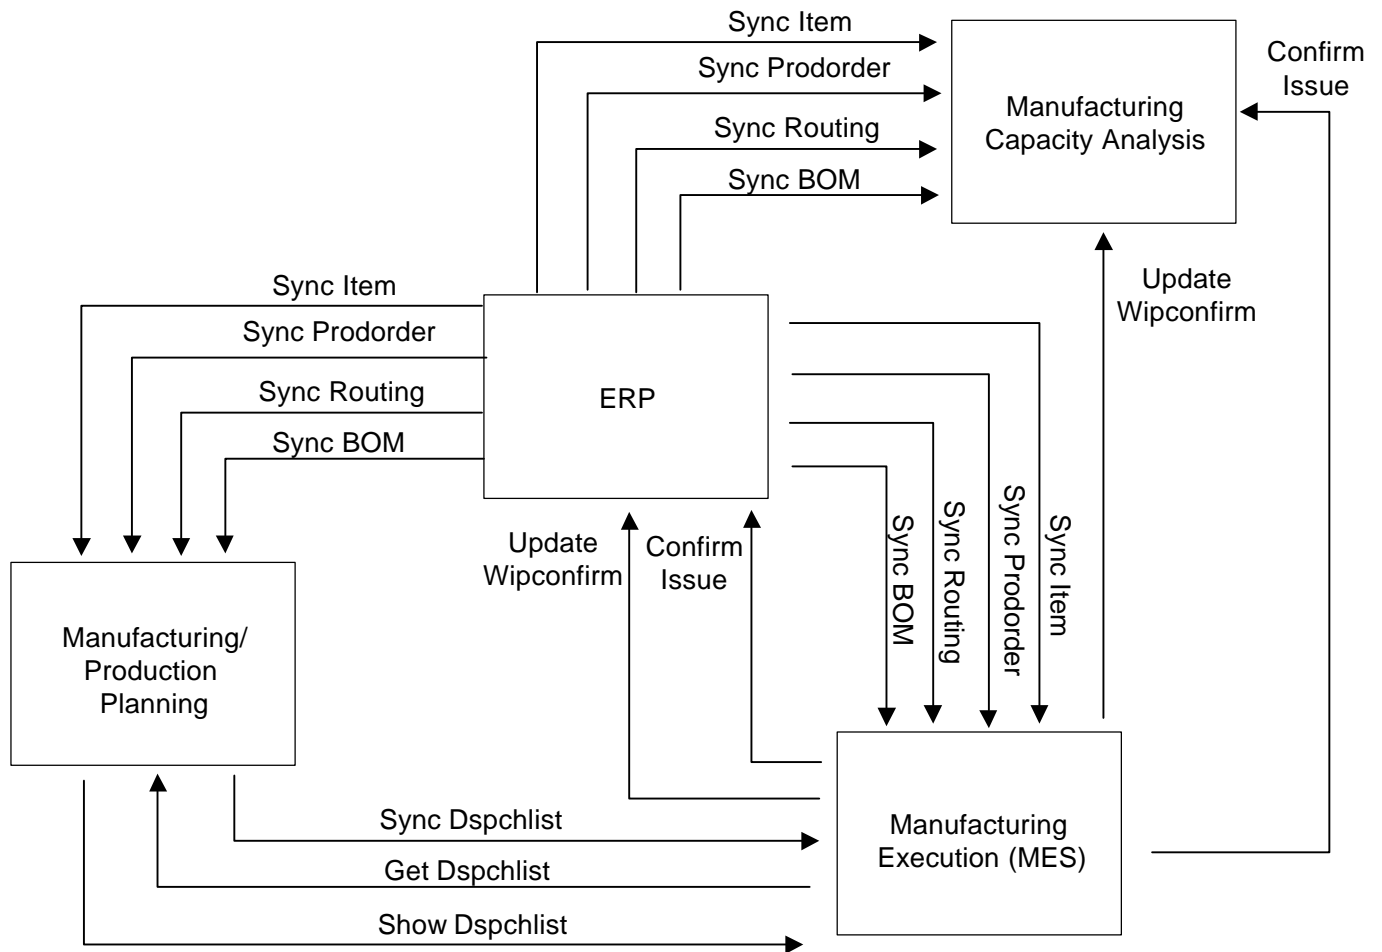 Sync Item
Sync Prodorder
Sync Routing
Sync BOM
Manufacturing
Capacity Analysis
Confirm
Issue
Update
Wipconfirm
Sync Item
Sync Prodorder
Sync Routing
Sync BOM
ERP
Update
Wipconfirm
Confirm
Issue
Sync BOM
Sync Routing
Sync Prodorder
Sync Item
Manufacturing/
Production
Planning
Sync Dspchlist
Get Dspchlist
Show Dspchlist
Manufacturing
Execution (MES)